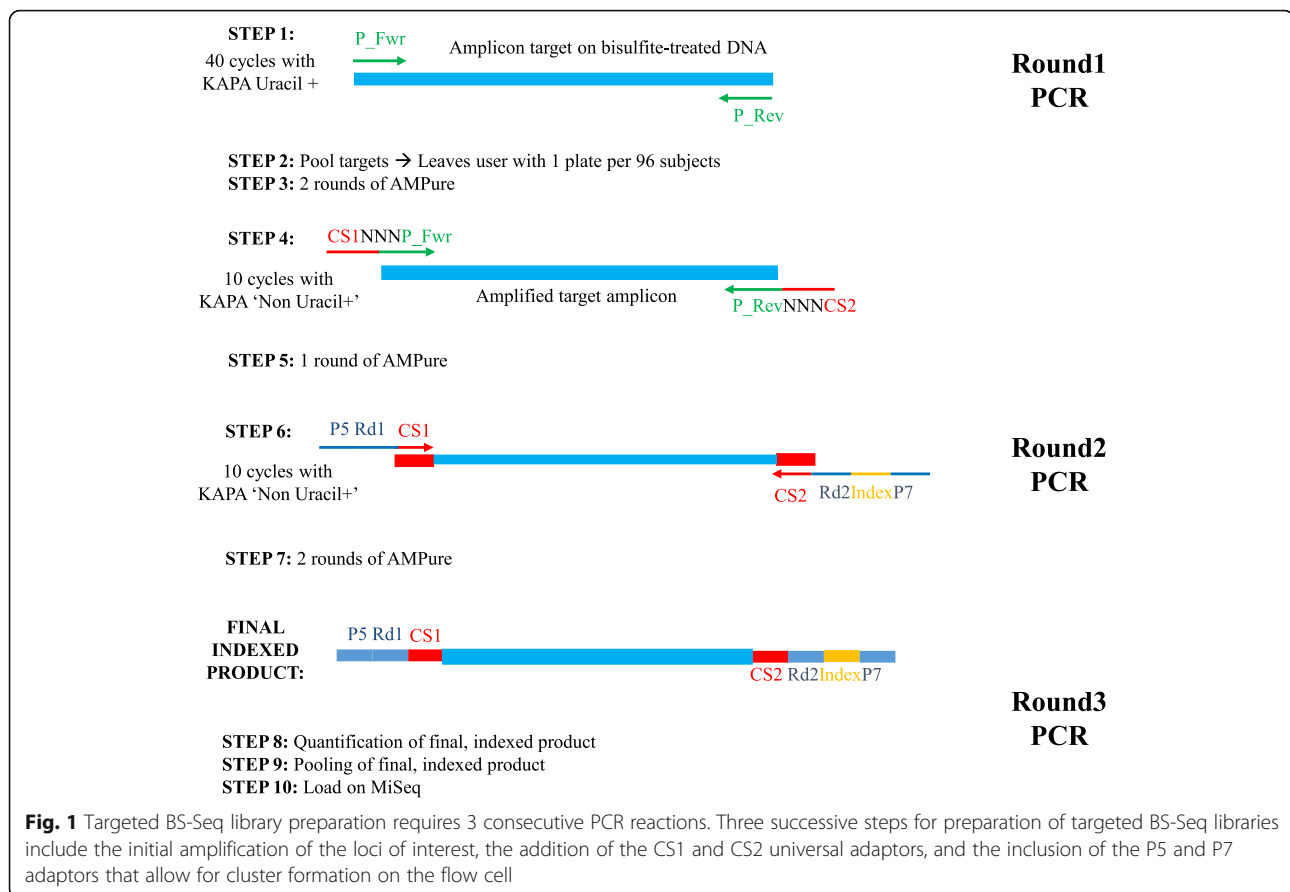 STEP 1:
40 cycles with
KAPA Uracil +
P_Fwr
Amplicon target on bisulfite-treated DNA
P_Rev
Round1
PCR
STEP 2: Pool targets → Leaves user with 1 plate per 96 subjects
STEP 3: 2 rounds of AMPure
STEP 4:
10 cycles with
KAPA ‘Non Uracil+’
CS1NNNP_Fwr
Amplified target amplicon
P_RevNNNCS2
STEP 5: 1 round of AMPure
STEP 6:
10 cycles with
KAPA ‘Non Uracil+’
P5 Rd1 CS1
CS2 Rd2IndexP7
Round2
PCR
STEP 7: 2 rounds of AMPure
FINAL
INDEXED
PRODUCT:
P5 Rd1 CS1
CS2 Rd2IndexP7
Round3
PCR
STEP 8: Quantification of final, indexed product
STEP 9: Pooling of final, indexed product
STEP 10: Load on MiSeq
Fig. 1 Targeted BS-Seq library preparation requires 3 consecutive PCR reactions. Three successive steps for preparation of targeted BS-Seq libraries
include the initial amplification of the loci of interest, the addition of the CS1 and CS2 universal adaptors, and the inclusion of the P5 and P7
adaptors that allow for cluster formation on the flow cell